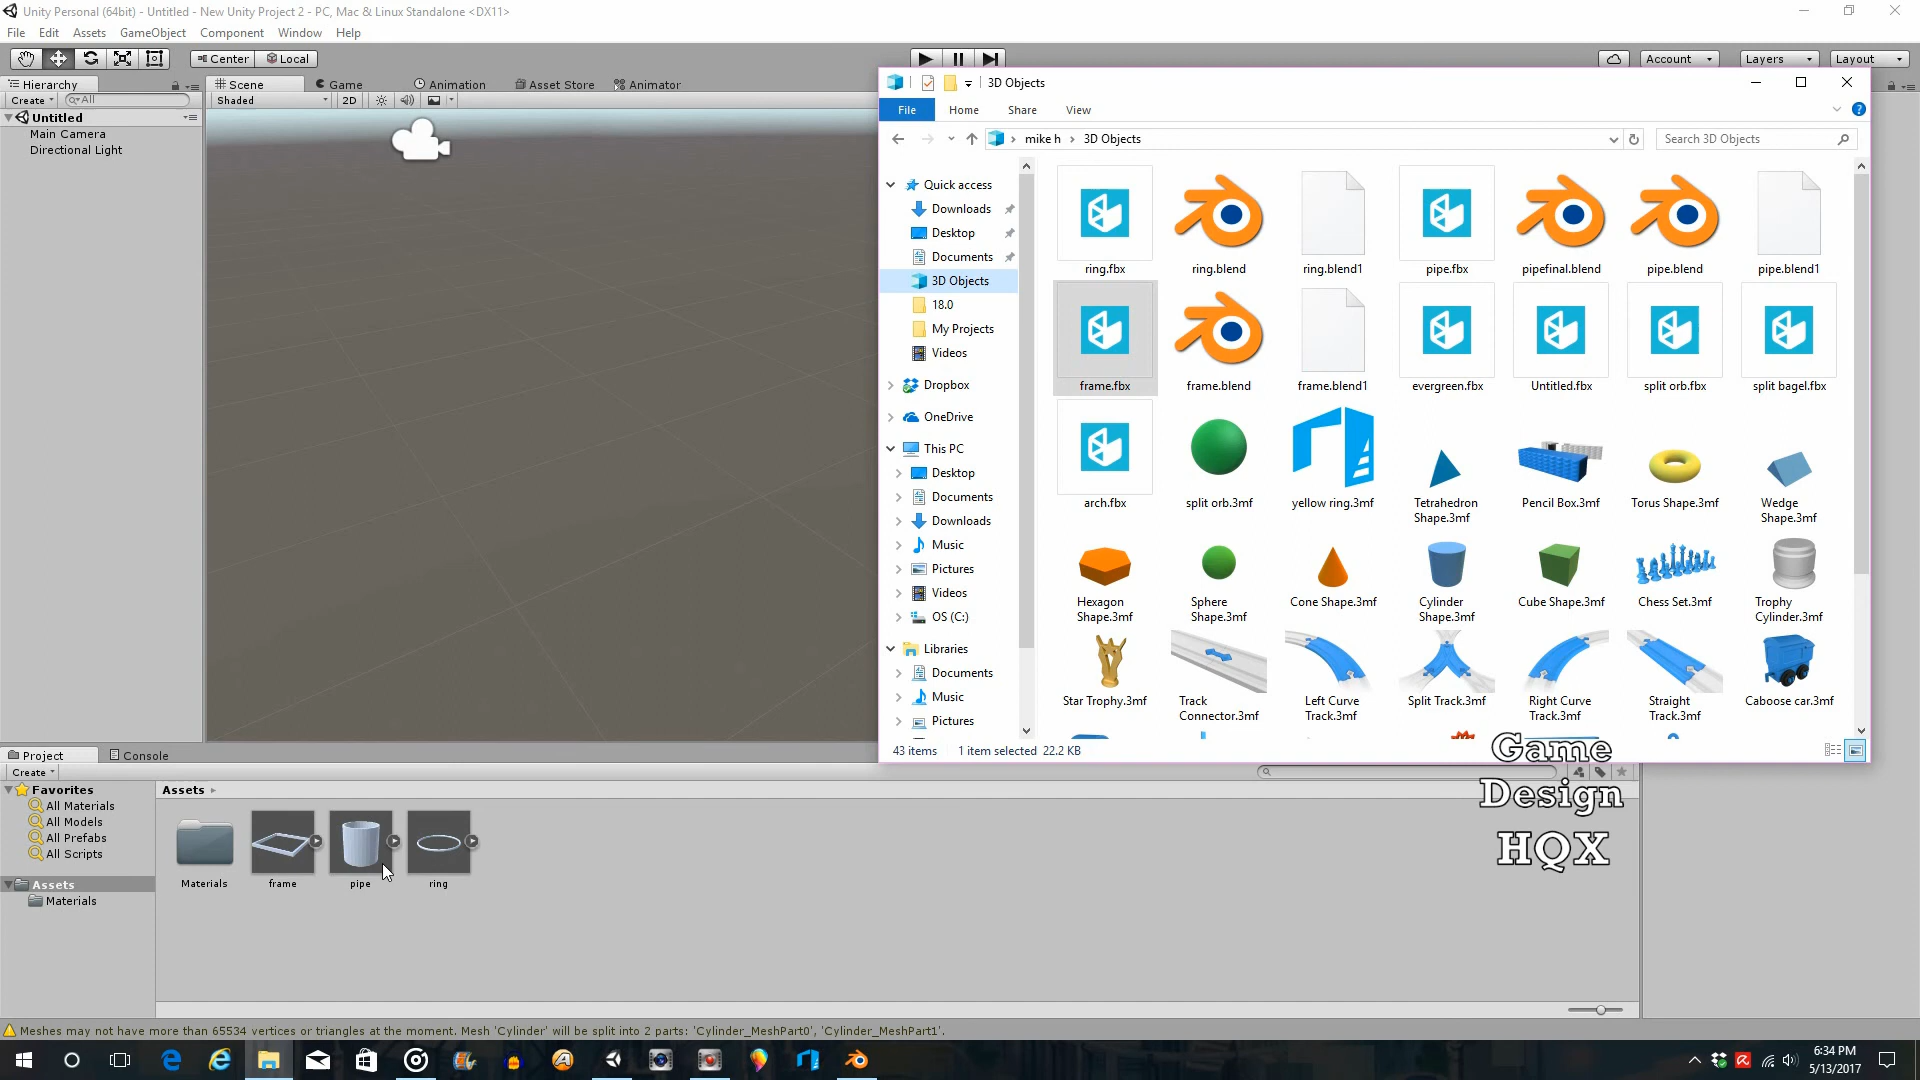 Unity Personal (64bit) - Untitled - New Unity Project 2 - PC, Mac & Linux Standalone <DX11>
File Edit Assets GameObject Component Window Help
Center Local
Account Layers Layout
Hierarchy
Create All
Untitled
Main Camera
Directional Light
Scene Game Animation Asset Store Animator
Shaded 2D
3D Objects
File Home Share View
mike h 3D Objects
Search 3D Objects
Quick access
Downloads
Desktop
Documents
3D Objects
18.0
My Projects
Videos
Dropbox
OneDrive
This PC
Desktop
Documents
Downloads
Music
Pictures
Videos
OS (C:)
Libraries
Documents
Music
Pictures
ring.fbx ring.blend ring.blend1 pipe.fbx pipefinal.blend pipe.blend pipe.blend1
frame.fbx frame.blend frame.blend1 evergreen.fbx Untitled.fbx split orb.fbx split bagel.fbx
arch.fbx split orb.3mf yellow ring.3mf Tetrahedron Shape.3mf Pencil Box.3mf Torus Shape.3mf Wedge Shape.3mf
Hexagon Shape.3mf Sphere Shape.3mf Cone Shape.3mf Cylinder Shape.3mf Cube Shape.3mf Chess Set.3mf Trophy Cylinder.3mf
Star Trophy.3mf Track Connector.3mf Left Curve Track.3mf Split Track.3mf Right Curve Track.3mf Straight Track.3mf Caboose car.3mf
43 items 1 item selected 22.2 KB
Game
Design
HQX
Project Console
Create
Favorites
All Materials
All Models
All Prefabs
All Scripts
Assets
Materials
Assets
Materials frame pipe ring
Meshes may not have more than 65534 vertices or triangles at the moment. Mesh 'Cylinder' will be split into 2 parts: 'Cylinder_MeshPart0', 'Cylinder_MeshPart1'.
6:34 PM
5/13/2017